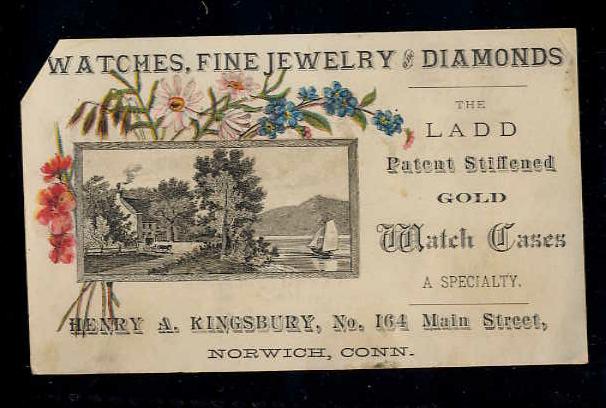 WATCHES, FINE JEWELRY and DIAMONDS
THE
LADD
Patent Stiffened
GOLD
Watch Cases
A SPECIALTY.
HENRY A. KINGSBURY, No. 164 Main Street,
NORWICH, CONN.